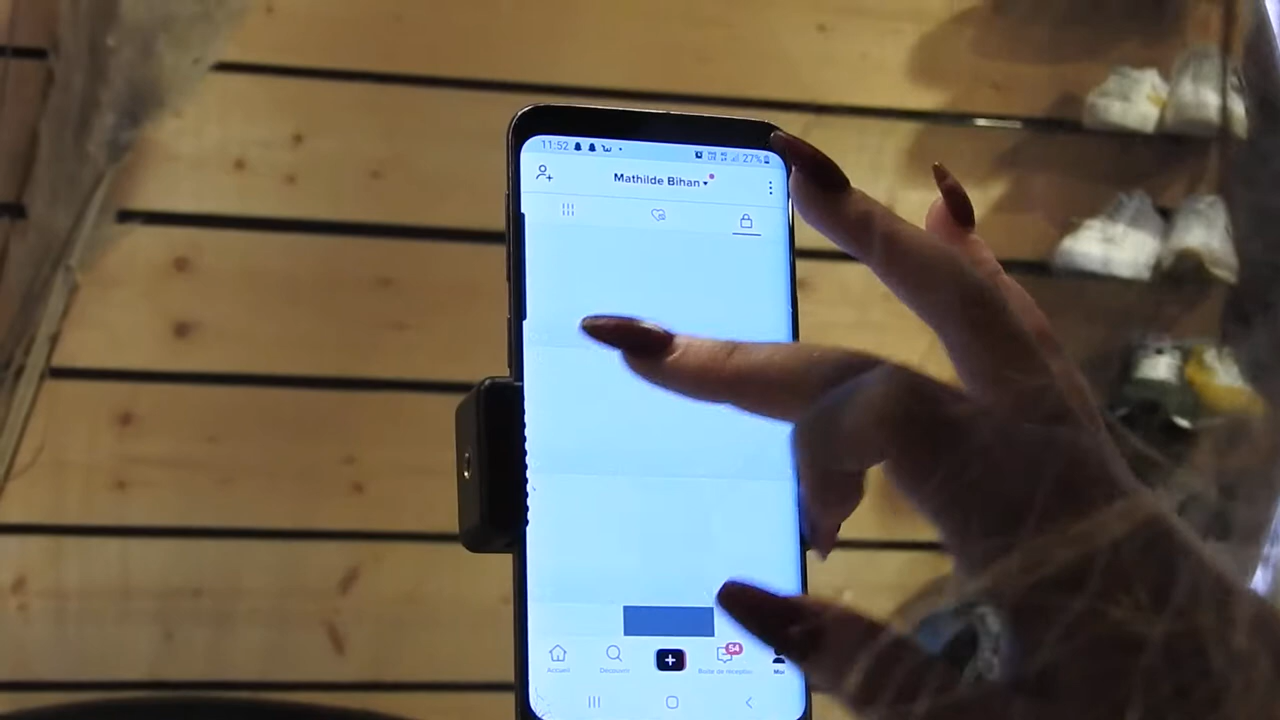 11:52
27%
Mathilde Bihan
54
Accueil
Découvrir
Boîte de réception
Moi